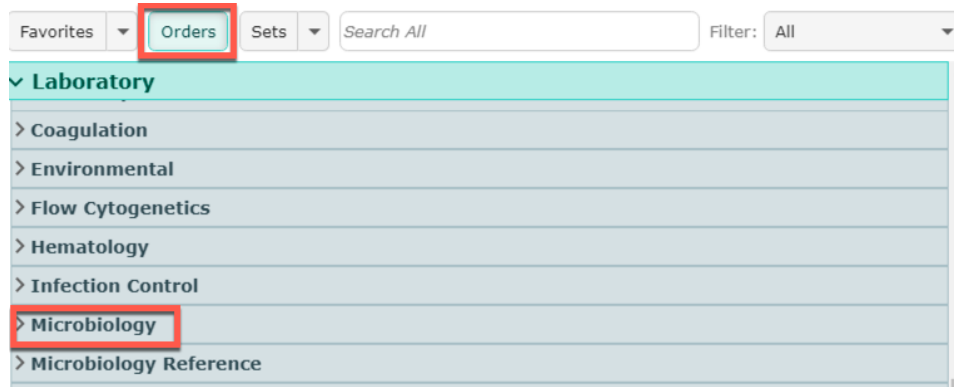 Favorites Orders Sets Search All Filter: All
Laboratory
Coagulation
Environmental
Flow Cytogenetics
Hematology
Infection Control
Microbiology
Microbiology Reference